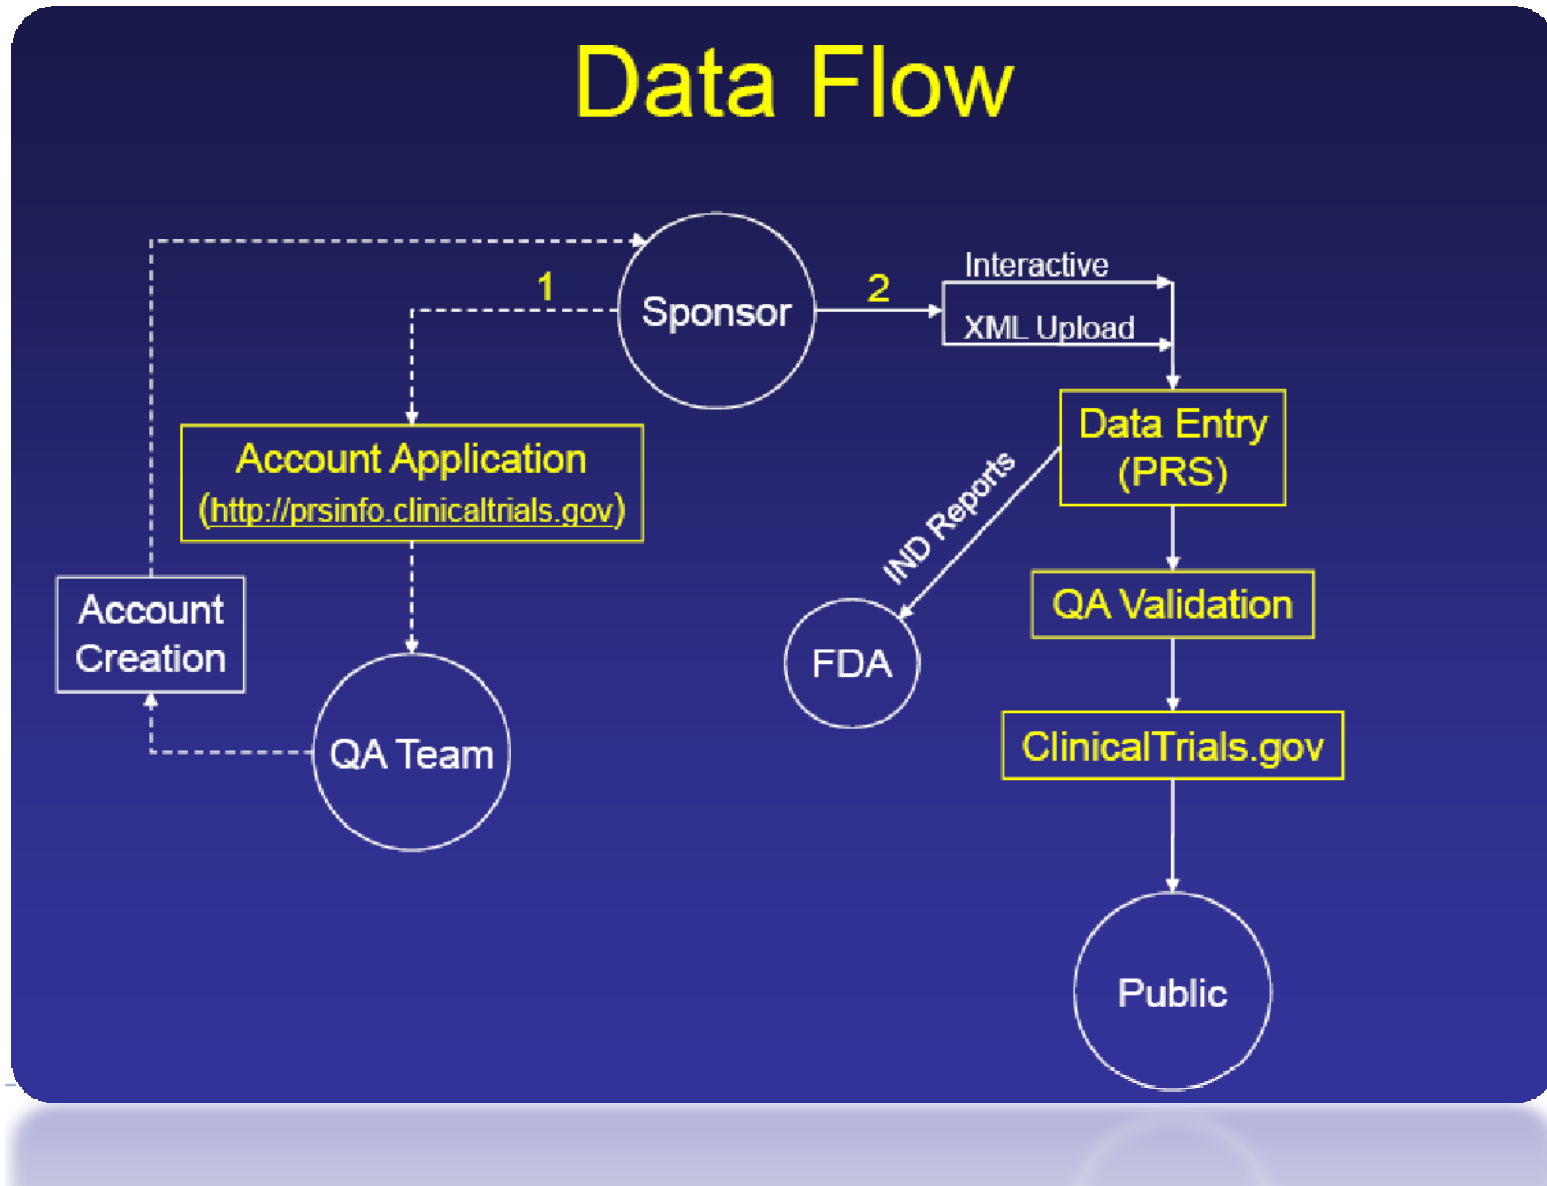 Data Flow
1
Sponsor
2
Interactive
XML Upload
Account Application
(http://prsinfo.clinicaltrials.gov)
Data Entry
(PRS)
IND Reports
Account
Creation
QA Validation
FDA
QA Team
ClinicalTrials.gov
Public